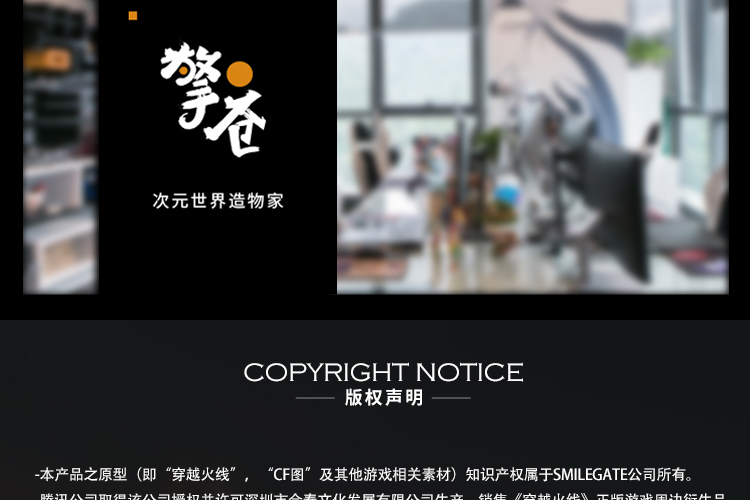 擎苍
次元世界造物家
COPYRIGHT NOTICE
版权声明
-本产品之原型（即“穿越火线”，“CF图”及其他游戏相关素材）知识产权属于SMILEGATE公司所有。